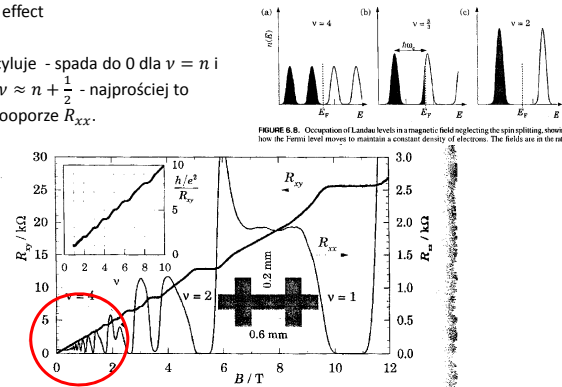 effect
cyluje - spada do 0 dla ν = n i
ν ≈ n + 1/2 - najprościej to
ooporze R_xx.
(a) ν = 4
(b) ν = 8/3
(c) ν = 2
n(E)
ħω_c
E_F E
E_F E
E_F E
FIGURE 6.8. Occupation of Landau levels in a magnetic field neglecting the spin splitting, showi
how the Fermi level moves to maintain a constant density of electrons. The fields are in the rat
30
25
20
15
10
5
0
R_xy / kΩ
10
5
0
h/e²
R_xy
0 2 4 6 8 10
ν
R_xy
R_xx
ν = 4
ν = 2
ν = 1
0.2 mm
0.6 mm
3.0
2.5
2.0
1.5
1.0
0.5
0.0
R_xx / kΩ
0 2 4 6 8 10 12
B / T